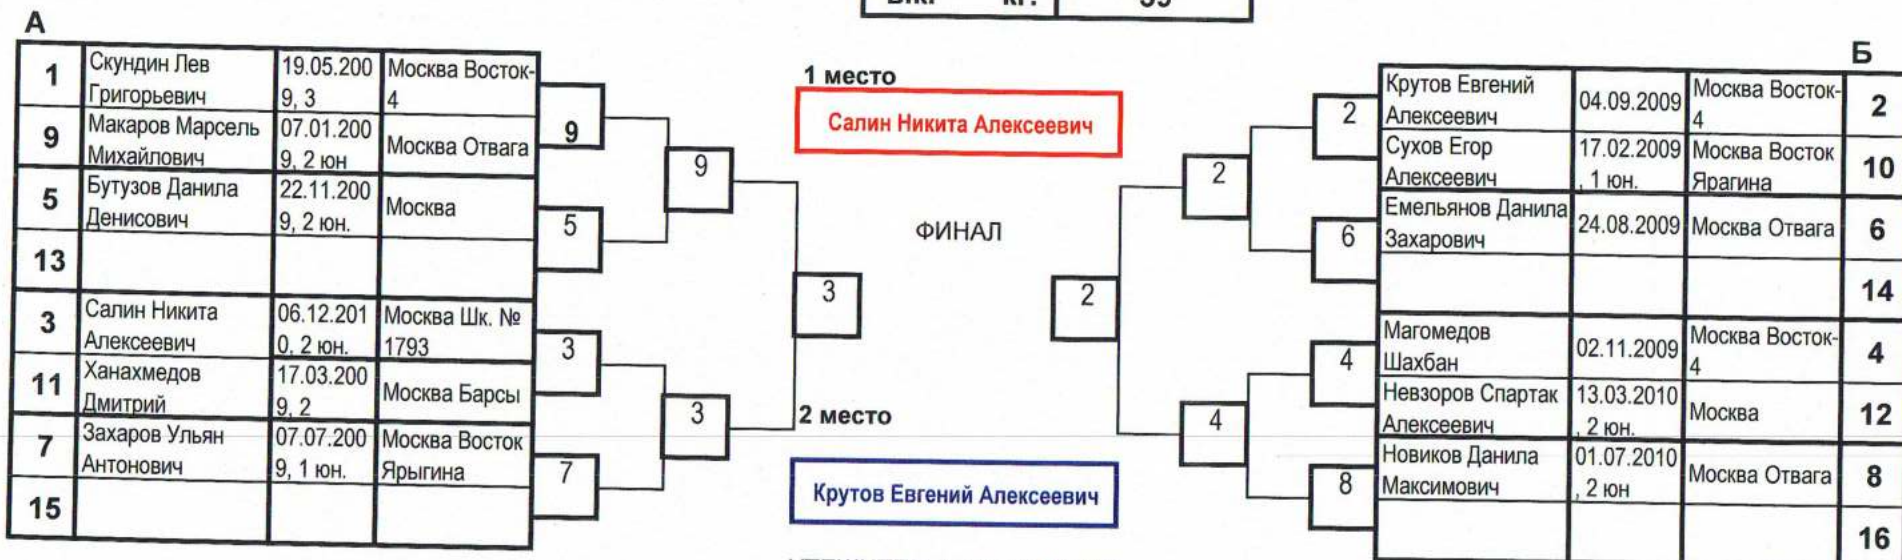 кг.
А
Б
1
Скундин Лев
Григорьевич
19.05.200
9, 3
Москва Восток-
4
9
Макаров Марсель
Михайлович
07.01.200
9, 2 юн
Москва Отвага
5
Бутузов Данила
Денисович
22.11.200
9, 2 юн.
Москва
13
3
Салин Никита
Алексеевич
06.12.201
0, 2 юн.
Москва Шк. №
1793
11
Ханахмедов
Дмитрий
17.03.200
9, 2
Москва Барсы
7
Захаров Ульян
Антонович
07.07.200
9, 1 юн.
Москва Восток
Ярыгина
15
9
5
3
7
9
3
3
1 место
Салин Никита Алексеевич
ФИНАЛ
2 место
Крутов Евгений Алексеевич
2
2
4
2
6
4
8
Крутов Евгений
Алексеевич
04.09.2009
Москва Восток-
4
2
Сухов Егор
Алексеевич
17.02.2009
, 1 юн.
Москва Восток
Ярагина
10
Емельянов Данила
Захарович
24.08.2009
Москва Отвага
6
14
Магомедов
Шахбан
02.11.2009
Москва Восток-
4
4
Невзоров Спартак
Алексеевич
13.03.2010
, 2 юн.
Москва
12
Новиков Данила
Максимович
01.07.2010
, 2 юн
Москва Отвага
8
16